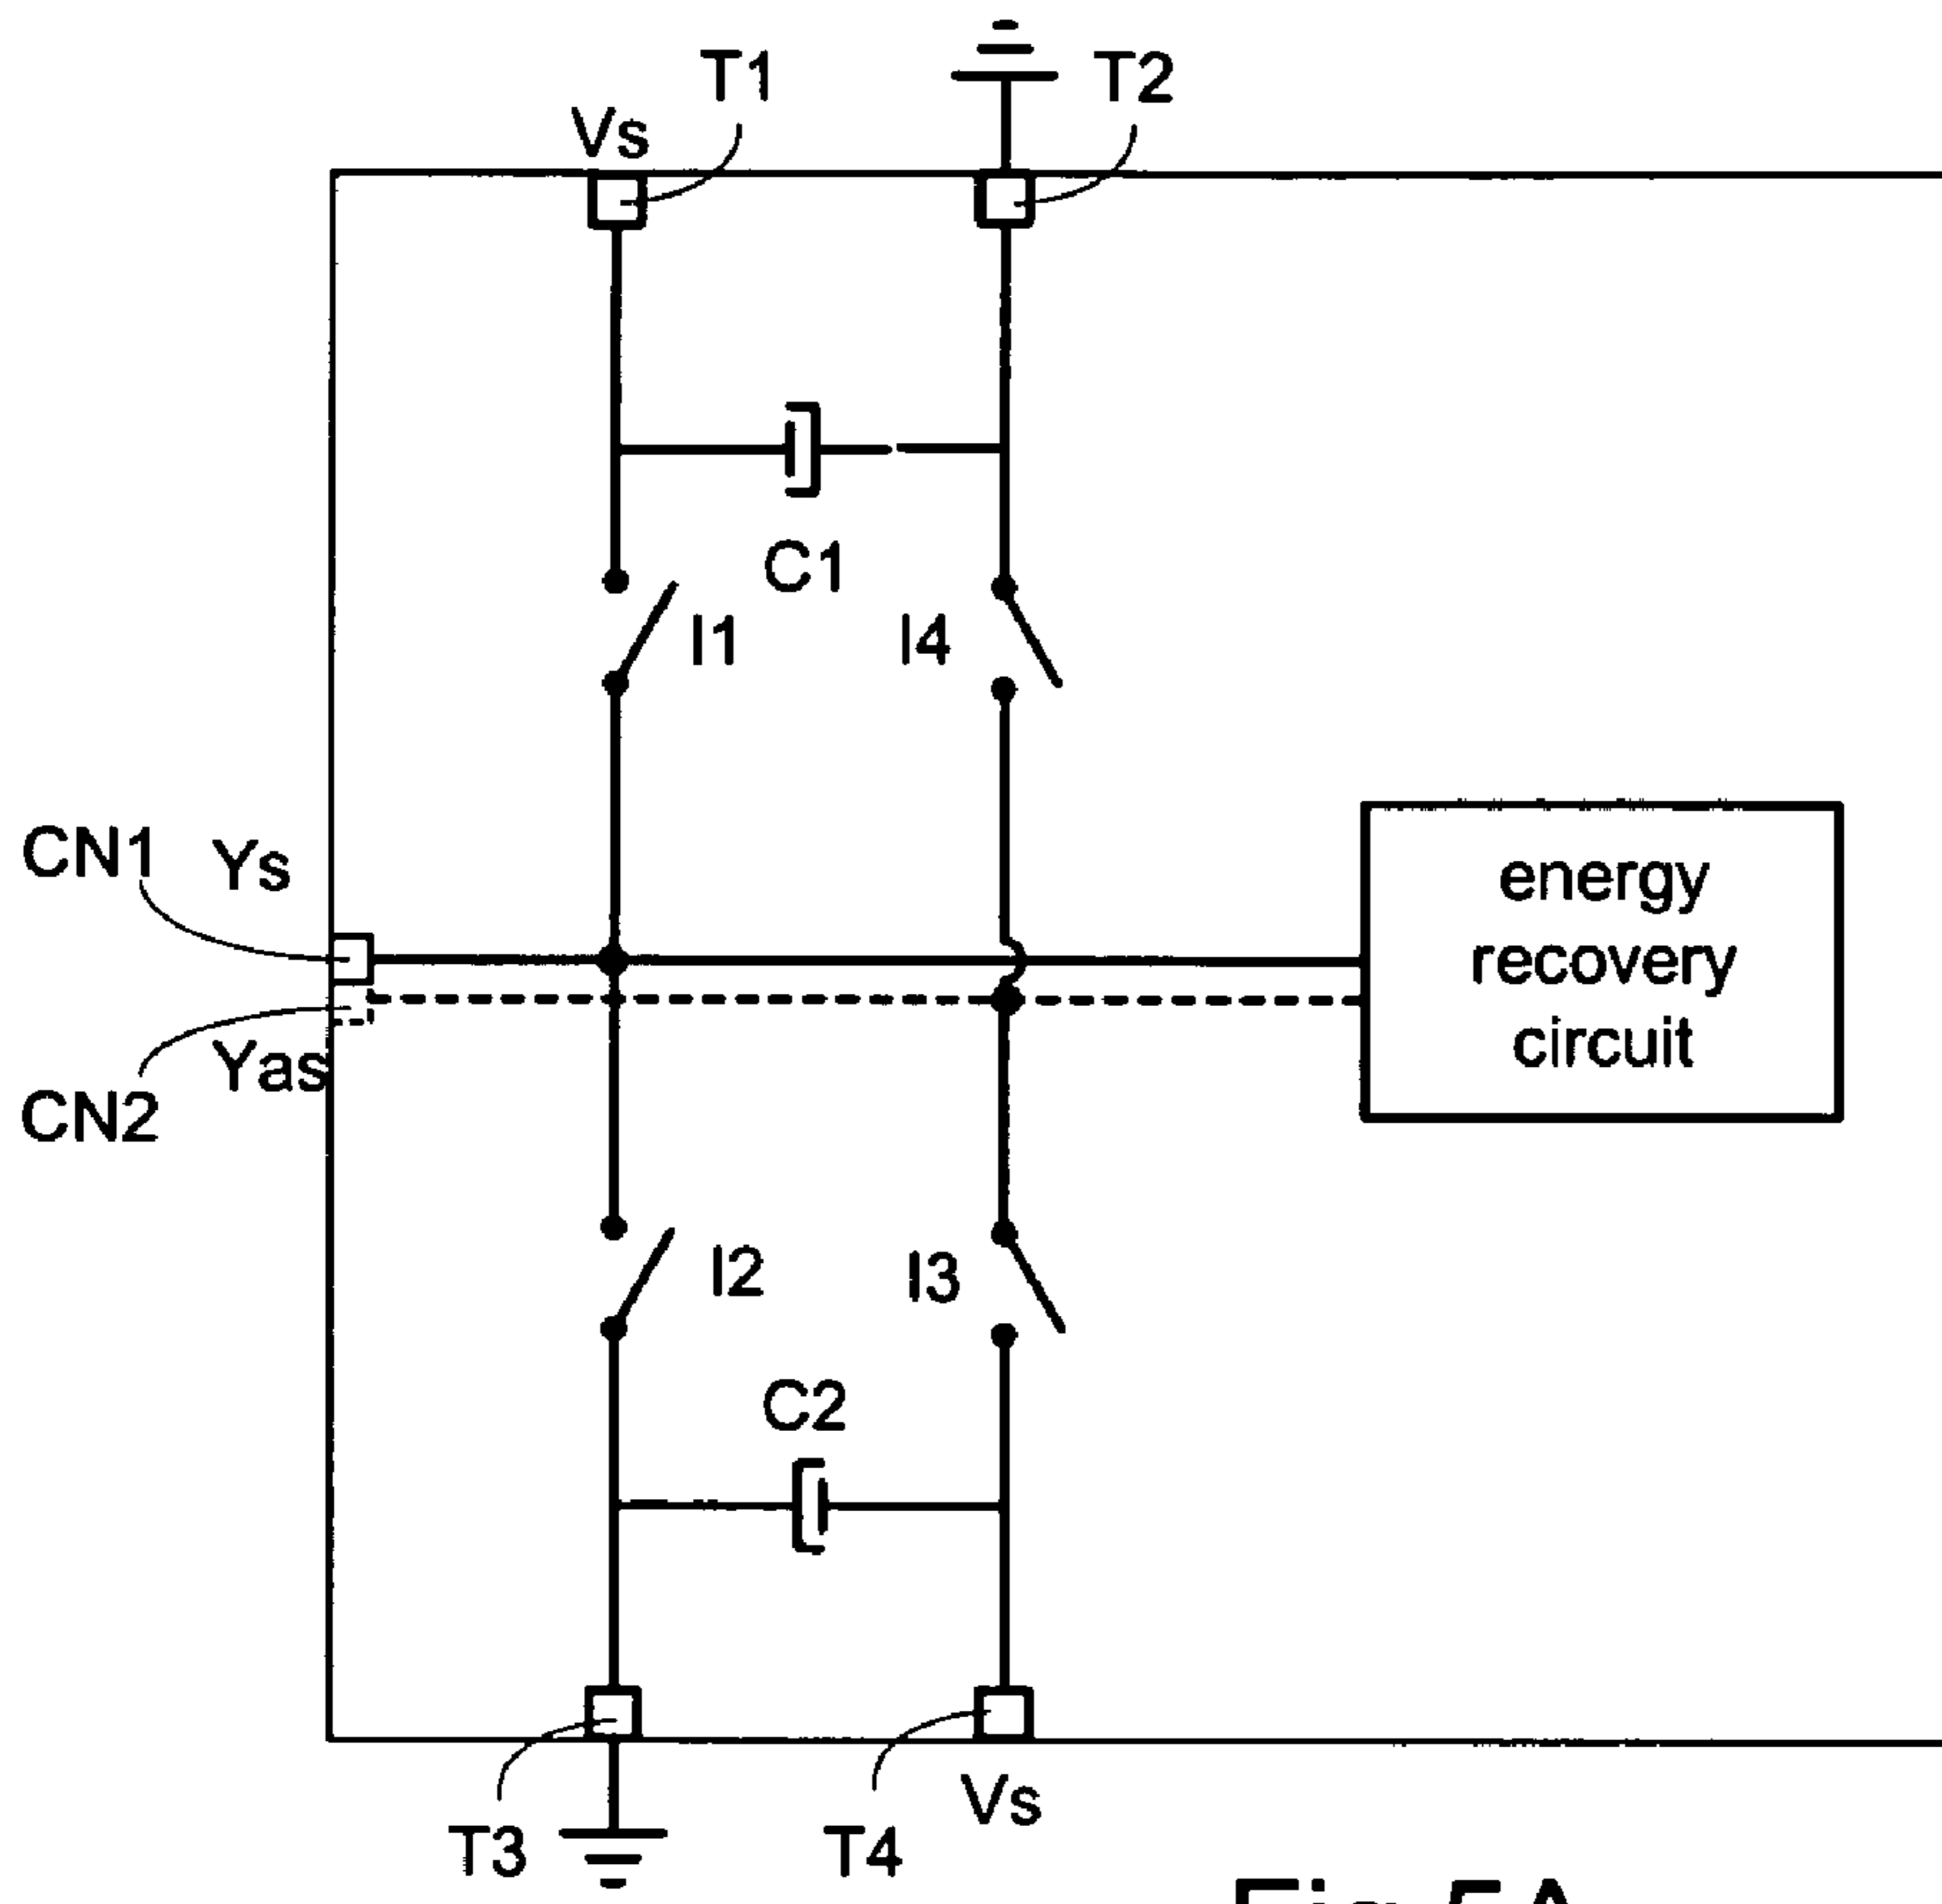 T1
T2
Vs
C1
I1
I4
CN1
Ys
energy
recovery
circuit
Yas
CN2
I2
I3
C2
Vs
T3
T4